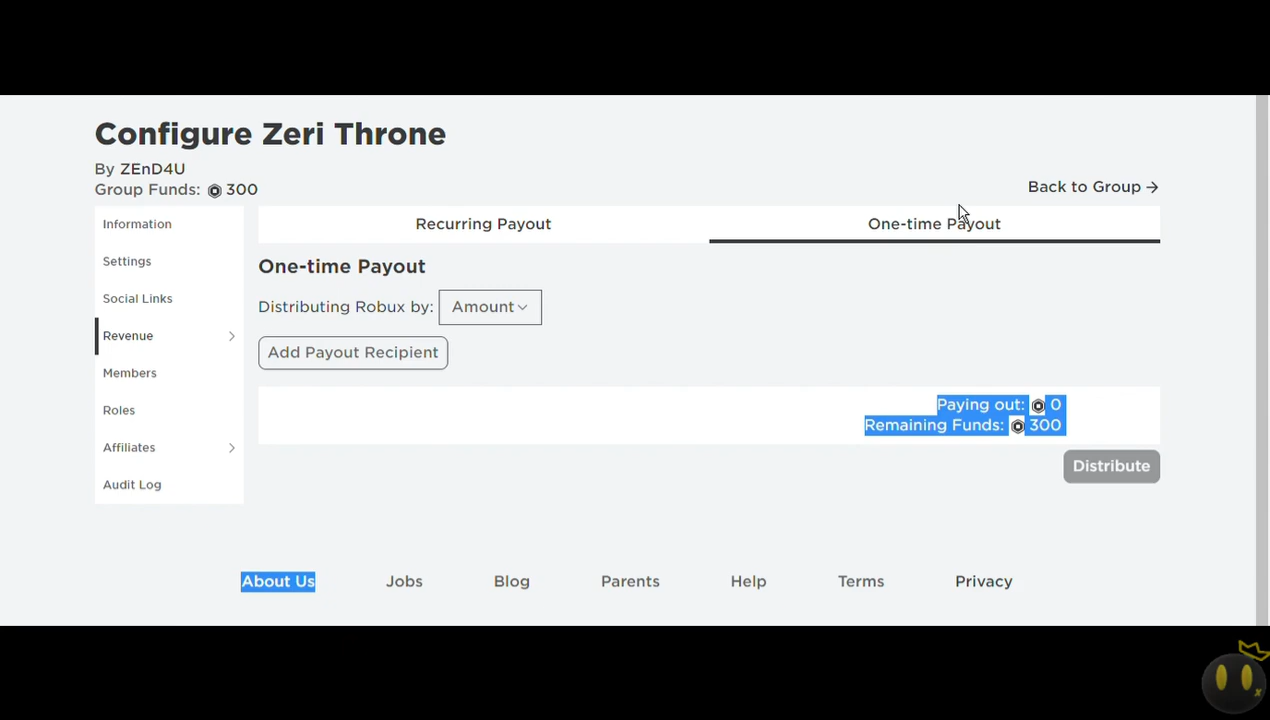 Configure Zeri Throne
By ZEnD4U
Group Funds: 300
Back to Group →
Information
Settings
Social Links
Revenue
Members
Roles
Affiliates
Audit Log
Recurring Payout
One-time Payout
One-time Payout
Distributing Robux by: Amount
Add Payout Recipient
Paying out: 0
Remaining Funds: 300
Distribute
About Us Jobs Blog Parents Help Terms Privacy